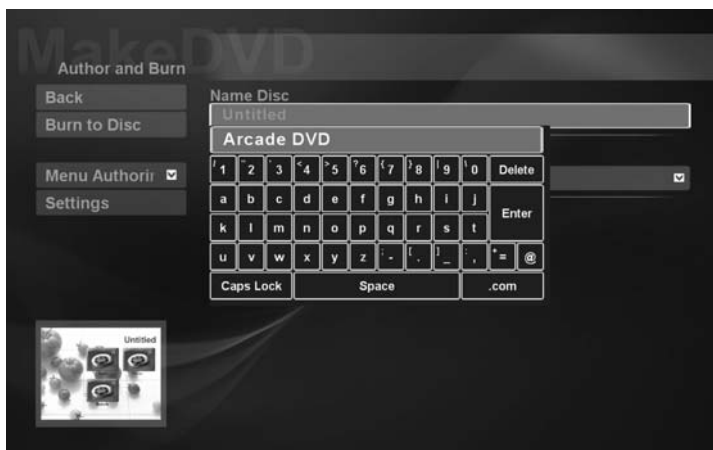 MakeDVD
Author and Burn
Back
Burn to Disc
Menu Authorir
Settings
Name Disc
Untitled
Arcade DVD
1 2 3 <4 >5 ?6 {7 }8 |9 \0 Delete
a b c d e f g h i j
Enter
k l m n o p q r s t
u v w x y z - [. ]_ , += @
Caps Lock Space .com
Untitled